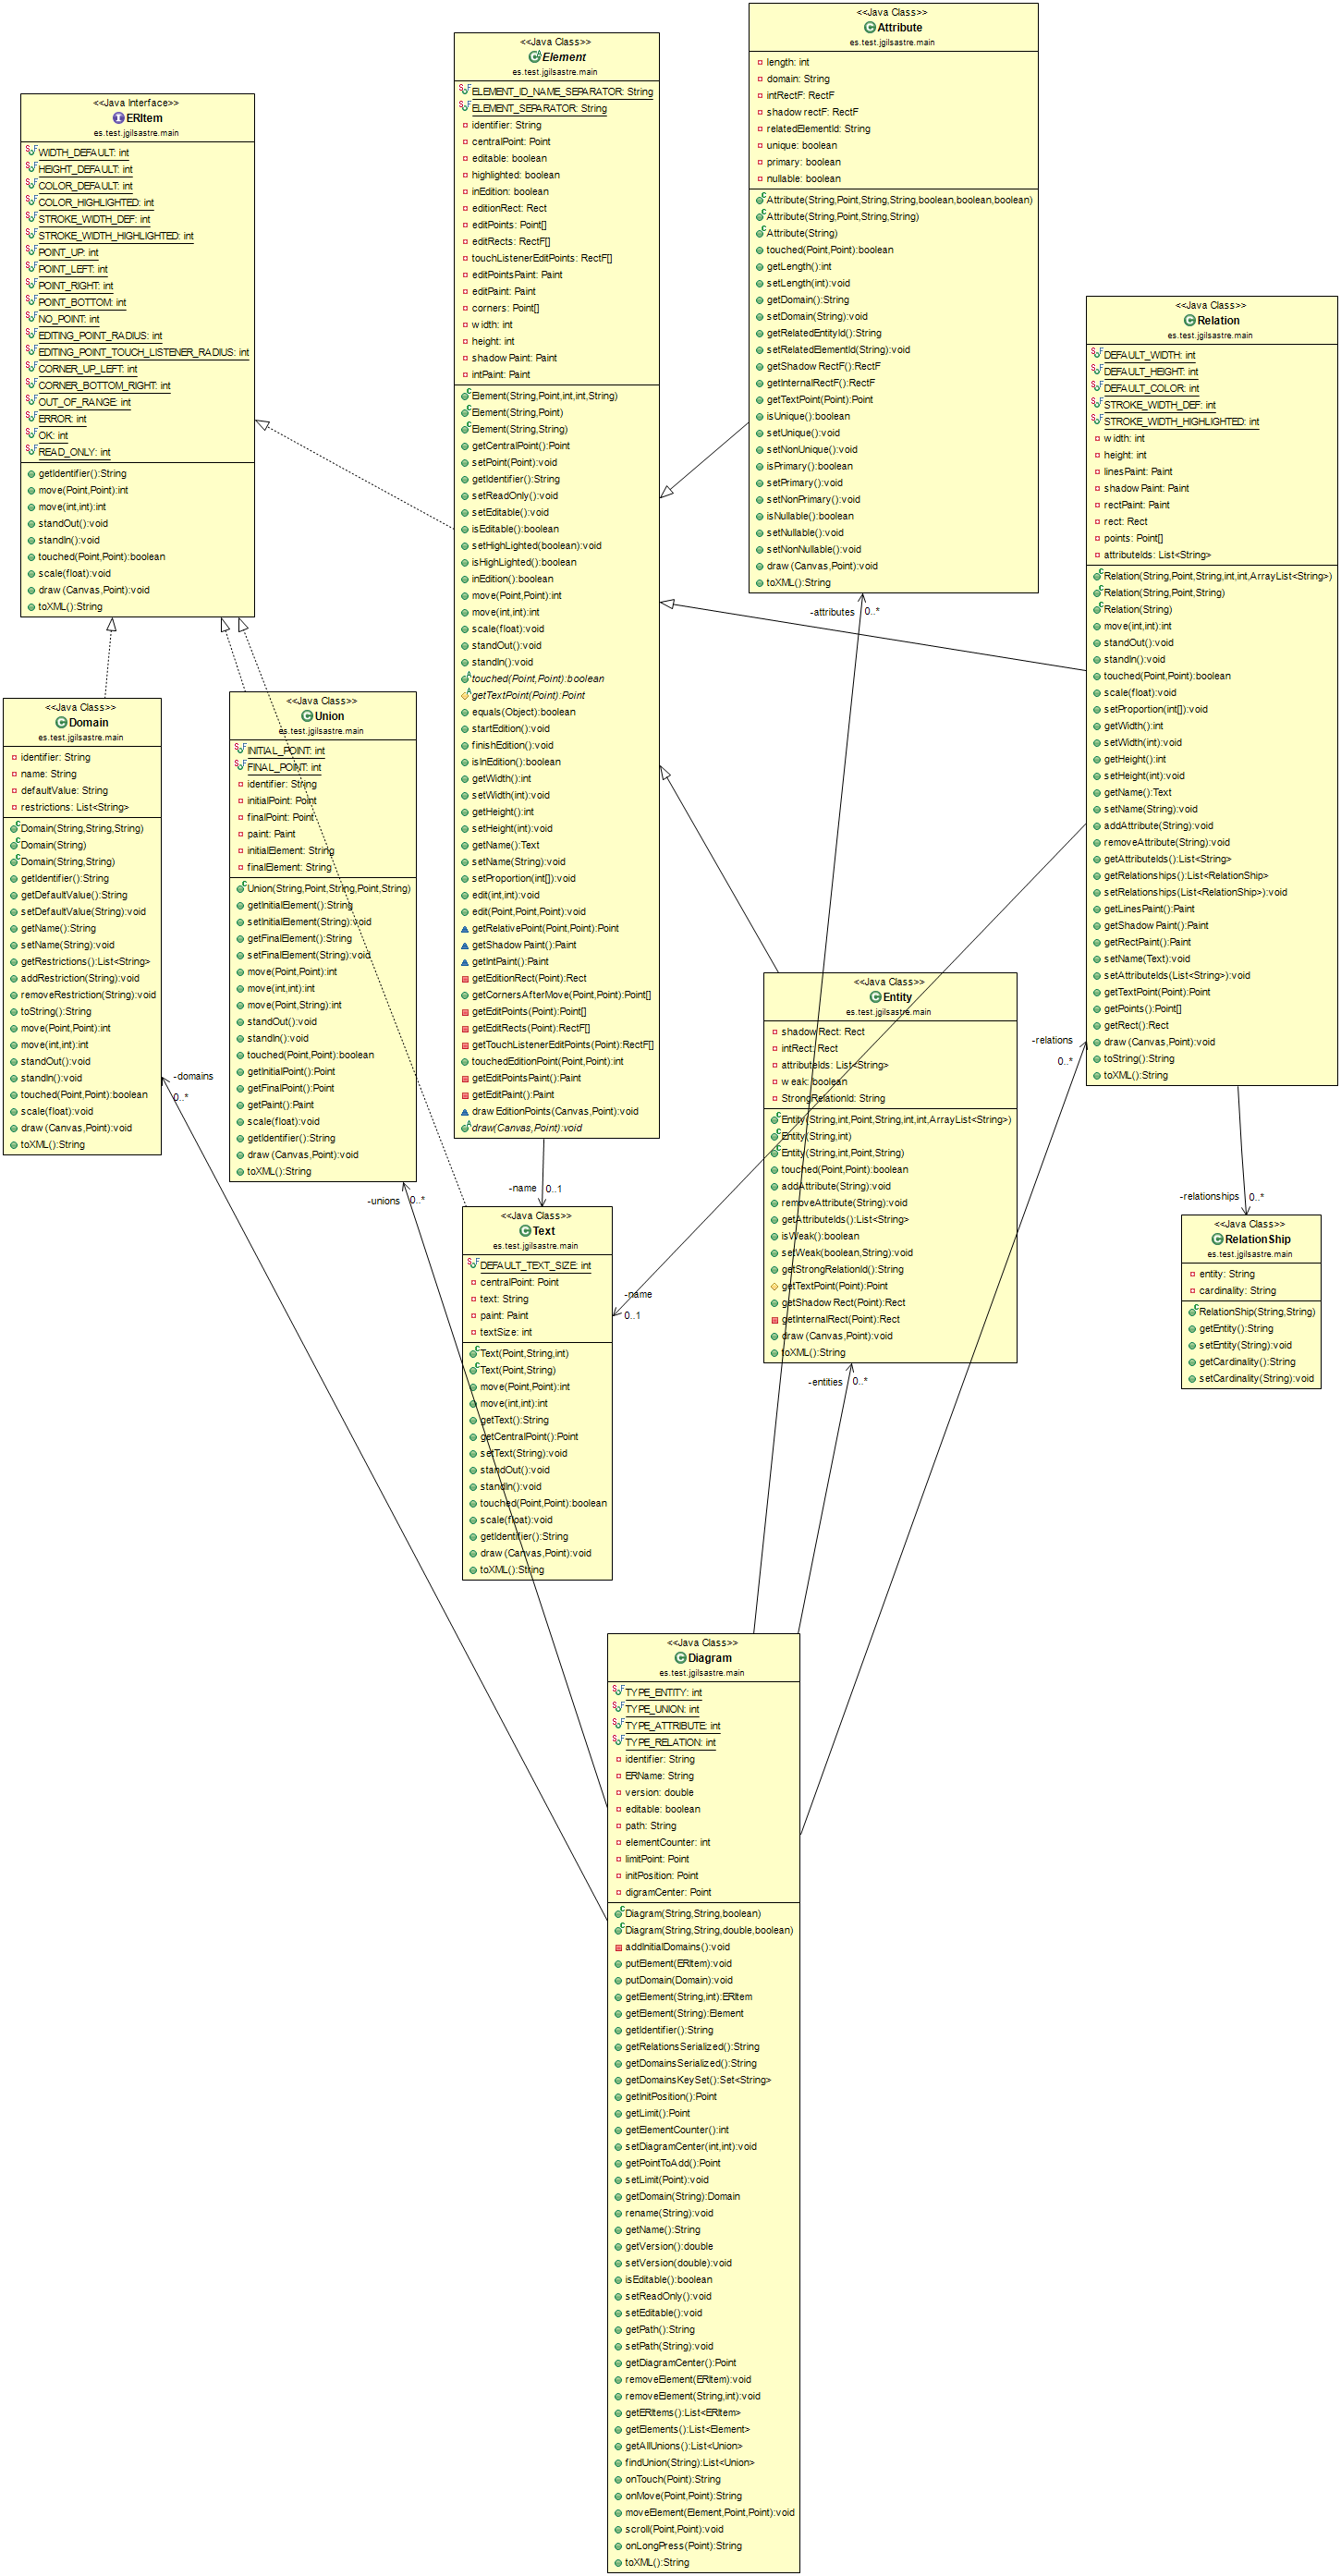 <<Java Interface>>
ERItem
es.test.jgilsastre.main
WIDTH_DEFAULT: int
HEIGHT_DEFAULT: int
COLOR_DEFAULT: int
COLOR_HIGHLIGHTED: int
STROKE_WIDTH_DEF: int
STROKE_WIDTH_HIGHLIGHTED: int
POINT_UP: int
POINT_LEFT: int
POINT_RIGHT: int
POINT_BOTTOM: int
NO_POINT: int
EDITING_POINT_RADIUS: int
EDITING_POINT_TOUCH_LISTENER_RADIUS: int
CORNER_UP_LEFT: int
CORNER_BOTTOM_RIGHT: int
OUT_OF_RANGE: int
ERROR: int
OK: int
READ_ONLY: int
getIdentifier():String
move(Point,Point):int
move(int,int):int
standOut():void
standIn():void
touched(Point,Point):boolean
scale(float):void
draw(Canvas,Point):void
toXML():String
<<Java Class>>
Element
es.test.jgilsastre.main
ELEMENT_ID_NAME_SEPARATOR: String
ELEMENT_SEPARATOR: String
identifier: String
centralPoint: Point
editable: boolean
highlighted: boolean
inEdition: boolean
editionRect: Rect
editPoints: Point[]
editRects: RectF[]
touchListenerEditPoints: RectF[]
editPointsPaint: Paint
editPaint: Paint
corners: Point[]
width: int
height: int
shadowPaint: Paint
intPaint: Paint
Element(String,Point,int,int,String)
Element(String,Point)
Element(String,String)
getCentralPoint():Point
setPoint(Point):void
getIdentifier():String
setReadOnly():void
setEditable():void
isEditable():boolean
setHighLighted(boolean):void
isHighLighted():boolean
inEdition():boolean
move(Point,Point):int
move(int,int):int
scale(float):void
standOut():void
standIn():void
touched(Point,Point):boolean
getTextPoint(Point):Point
equals(Object):boolean
startEdition():void
finishEdition():void
isInEdition():boolean
getWidth():int
setWidth(int):void
getHeight():int
setHeight(int):void
getName():Text
setName(String):void
setProportion(int[]):void
edit(int,int):void
edit(Point,Point,Point):void
getRelativePoint(Point,Point):Point
getShadowPaint():Paint
getIntPaint():Paint
getEditionRect(Point):Rect
getCornersAfterMove(Point,Point):Point[]
getEditPoints(Point):Point[]
getEditRects(Point):RectF[]
getTouchListenerEditPoints(Point):RectF[]
touchedEditionPoint(Point,Point):int
getEditPointsPaint():Paint
getEditPaint():Paint
drawEditionPoints(Canvas,Point):void
draw(Canvas,Point):void
<<Java Class>>
Attribute
es.test.jgilsastre.main
length: int
domain: String
intRectF: RectF
shadowrectF: RectF
relatedElementId: String
unique: boolean
primary: boolean
nullable: boolean
Attribute(String,Point,String,String,boolean,boolean,boolean)
Attribute(String,Point,String,String)
Attribute(String)
touched(Point,Point):boolean
getLength():int
setLength(int):void
getDomain():String
setDomain(String):void
getRelatedEntityId():String
setRelatedElementId(String):void
getShadowRectF():RectF
getInternalRectF():RectF
getTextPoint(Point):Point
isUnique():boolean
setUnique():void
setNonUnique():void
isPrimary():boolean
setPrimary():void
setNonPrimary():void
isNullable():boolean
setNullable():void
setNonNullable():void
draw(Canvas,Point):void
toXML():String
-attributes 0..*
<<Java Class>>
Relation
es.test.jgilsastre.main
DEFAULT_WIDTH: int
DEFAULT_HEIGHT: int
DEFAULT_COLOR: int
STROKE_WIDTH_DEF: int
STROKE_WIDTH_HIGHLIGHTED: int
width: int
height: int
linesPaint: Paint
shadowPaint: Paint
rectPaint: Paint
rect: Rect
points: Point[]
attributeIds: List<String>
Relation(String,Point,String,int,int,ArrayList<String>)
Relation(String,Point,String)
Relation(String)
move(int,int):int
standOut():void
standIn():void
touched(Point,Point):boolean
scale(float):void
setProportion(int[]):void
getWidth():int
setWidth(int):void
getHeight():int
setHeight(int):void
getName():Text
setName(String):void
addAttribute(String):void
removeAttribute(String):void
getAttributeIds():List<String>
getRelationships():List<RelationShip>
setRelationships(List<RelationShip>):void
getLinesPaint():Paint
getShadowPaint():Paint
getRectPaint():Paint
setName(Text):void
setAttributeIds(List<String>):void
getTextPoint(Point):Point
getPoints():Point[]
getRect():Rect
draw(Canvas,Point):void
toString():String
toXML():String
-relations
0..*
<<Java Class>>
Domain
es.test.jgilsastre.main
identifier: String
name: String
defaultValue: String
restrictions: List<String>
Domain(String,String,String)
Domain(String)
Domain(String,String)
getIdentifier():String
getDefaultValue():String
setDefaultValue(String):void
getName():String
setName(String):void
getRestrictions():List<String>
addRestriction(String):void
removeRestriction(String):void
toString():String
move(Point,Point):int
move(int,int):int
standOut():void
standIn():void
touched(Point,Point):boolean
scale(float):void
draw(Canvas,Point):void
toXML():String
-domains
0..*
<<Java Class>>
Union
es.test.jgilsastre.main
INITIAL_POINT: int
FINAL_POINT: int
identifier: String
initialPoint: Point
finalPoint: Point
paint: Paint
initialElement: String
finalElement: String
Union(String,Point,String,Point,String)
getInitialElement():String
setInitialElement(String):void
getFinalElement():String
setFinalElement(String):void
move(Point,Point):int
move(int,int):int
move(Point,String):int
standOut():void
standIn():void
touched(Point,Point):boolean
getInitialPoint():Point
getFinalPoint():Point
getPaint():Paint
scale(float):void
getIdentifier():String
draw(Canvas,Point):void
toXML():String
-unions 0..*
<<Java Class>>
Entity
es.test.jgilsastre.main
shadowRect: Rect
intRect: Rect
attributeIds: List<String>
weak: boolean
StrongRelationId: String
Entity(String,int,Point,String,int,int,ArrayList<String>)
Entity(String,int)
Entity(String,int,Point,String)
touched(Point,Point):boolean
addAttribute(String):void
removeAttribute(String):void
getAttributeIds():List<String>
isWeak():boolean
setWeak(boolean,String):void
getStrongRelationId():String
getTextPoint(Point):Point
getShadowRect(Point):Rect
getInternalRect(Point):Rect
draw(Canvas,Point):void
toXML():String
-entities 0..*
-name 0..1
<<Java Class>>
Text
es.test.jgilsastre.main
DEFAULT_TEXT_SIZE: int
centralPoint: Point
text: String
paint: Paint
textSize: int
Text(Point,String,int)
Text(Point,String)
move(Point,Point):int
move(int,int):int
getText():String
getCentralPoint():Point
setText(String):void
standOut():void
standIn():void
touched(Point,Point):boolean
scale(float):void
getIdentifier():String
draw(Canvas,Point):void
toXML():String
-name
0..1
-relationships 0..*
<<Java Class>>
RelationShip
es.test.jgilsastre.main
entity: String
cardinality: String
RelationShip(String,String)
getEntity():String
setEntity(String):void
getCardinality():String
setCardinality(String):void
<<Java Class>>
Diagram
es.test.jgilsastre.main
TYPE_ENTITY: int
TYPE_UNION: int
TYPE_ATTRIBUTE: int
TYPE_RELATION: int
identifier: String
ERName: String
version: double
editable: boolean
path: String
elementCounter: int
limitPoint: Point
initPosition: Point
digramCenter: Point
Diagram(String,String,boolean)
Diagram(String,String,double,boolean)
addInitialDomains():void
putElement(ERItem):void
putDomain(Domain):void
getElement(String,int):ERItem
getElement(String):Element
getIdentifier():String
getRelationsSerialized():String
getDomainsSerialized():String
getDomainsKeySet():Set<String>
getInitPosition():Point
getLimit():Point
getElementCounter():int
setDiagramCenter(int,int):void
getPointToAdd():Point
setLimit(Point):void
getDomain(String):Domain
rename(String):void
getName():String
getVersion():double
setVersion(double):void
isEditable():boolean
setReadOnly():void
setEditable():void
getPath():String
setPath(String):void
getDiagramCenter():Point
removeElement(ERItem):void
removeElement(String,int):void
getERItems():List<ERItem>
getElements():List<Element>
getAllUnions():List<Union>
findUnion(String):List<Union>
onTouch(Point):String
onMove(Point,Point):String
moveElement(Element,Point,Point):void
scroll(Point,Point):void
onLongPress(Point):String
toXML():String